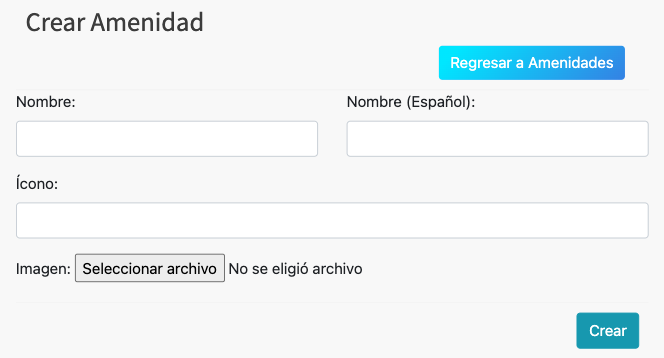 Crear Amenidad
Regresar a Amenidades
Nombre:
Nombre (Español):
Ícono:
Imagen: Seleccionar archivo No se eligió archivo
Crear